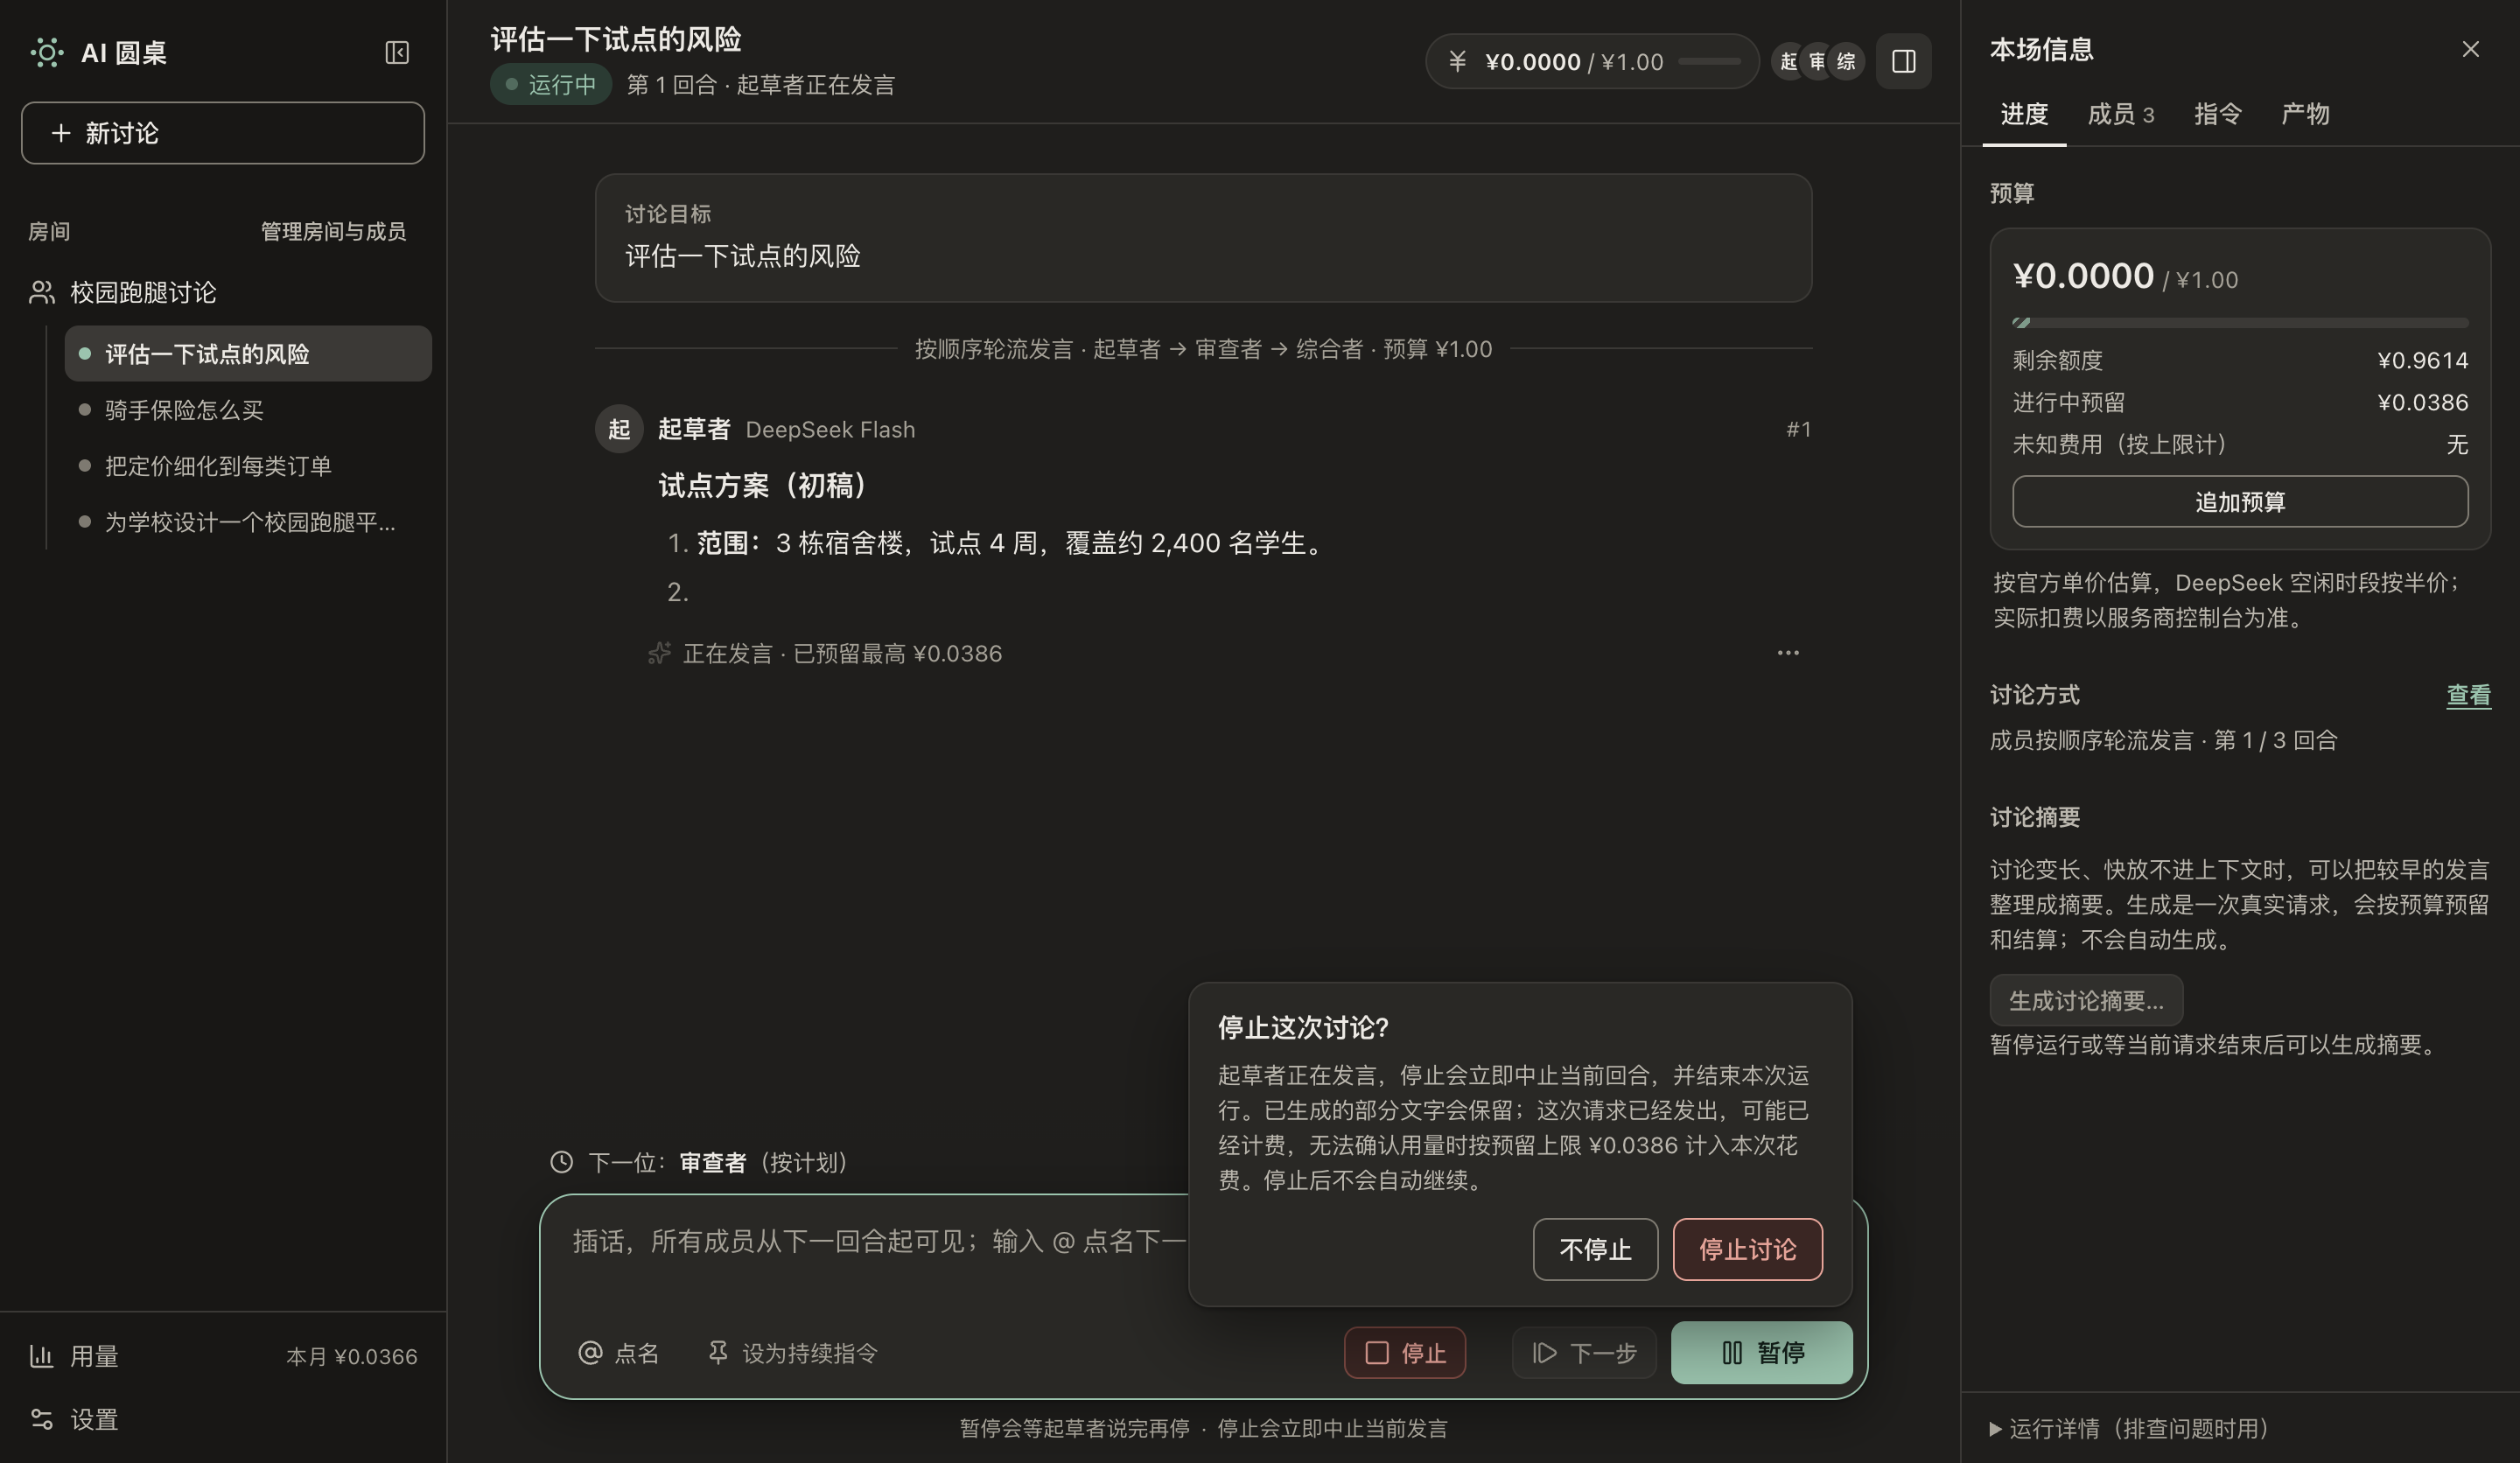 AI 圆桌
新讨论
房间
管理房间与成员
校园跑腿讨论
评估一下试点的风险
骑手保险怎么买
把定价细化到每类订单
为学校设计一个校园跑腿平...
用量
本月 ¥0.0366
设置
评估一下试点的风险
运行中
第 1 回合 · 起草者正在发言
¥0.0000 / ¥1.00
起 审 综
讨论目标
评估一下试点的风险
按顺序轮流发言 · 起草者 → 审查者 → 综合者 · 预算 ¥1.00
起 起草者 DeepSeek Flash
#1
试点方案（初稿）
1. 范围：3 栋宿舍楼，试点 4 周，覆盖约 2,400 名学生。
2.
正在发言 · 已预留最高 ¥0.0386
停止这次讨论？
起草者正在发言，停止会立即中止当前回合，并结束本次运
行。已生成的部分文字会保留；这次请求已经发出，可能已
经计费，无法确认用量时按预留上限 ¥0.0386 计入本次花
费。停止后不会自动继续。
不停止
停止讨论
下一位：审查者（按计划）
插话，所有成员从下一回合起可见；输入 @ 点名下一
点名
设为持续指令
停止
下一步
暂停
暂停会等起草者说完再停 · 停止会立即中止当前发言
本场信息
进度
成员 3
指令
产物
预算
¥0.0000 / ¥1.00
剩余额度
¥0.9614
进行中预留
¥0.0386
未知费用（按上限计）
无
追加预算
按官方单价估算，DeepSeek 空闲时段按半价；
实际扣费以服务商控制台为准。
讨论方式
查看
成员按顺序轮流发言 · 第 1 / 3 回合
讨论摘要
讨论变长、快放不进上下文时，可以把较早的发言
整理成摘要。生成是一次真实请求，会按预算预留
和结算；不会自动生成。
生成讨论摘要...
暂停运行或等当前请求结束后可以生成摘要。
运行详情（排查问题时用）